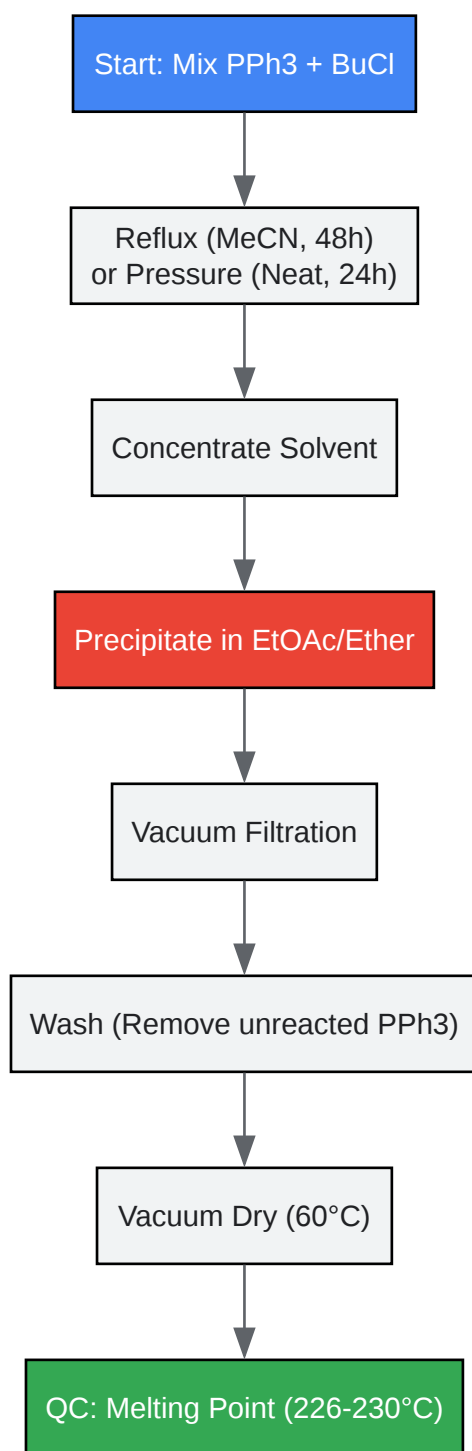 Start: Mix PPh3 + BuCl
Reflux (MeCN, 48h)
or Pressure (Neat, 24h)
Concentrate Solvent
Precipitate in EtOAc/Ether
Vacuum Filtration
Wash (Remove unreacted PPh3)
Vacuum Dry (60°C)
QC: Melting Point (226-230°C)